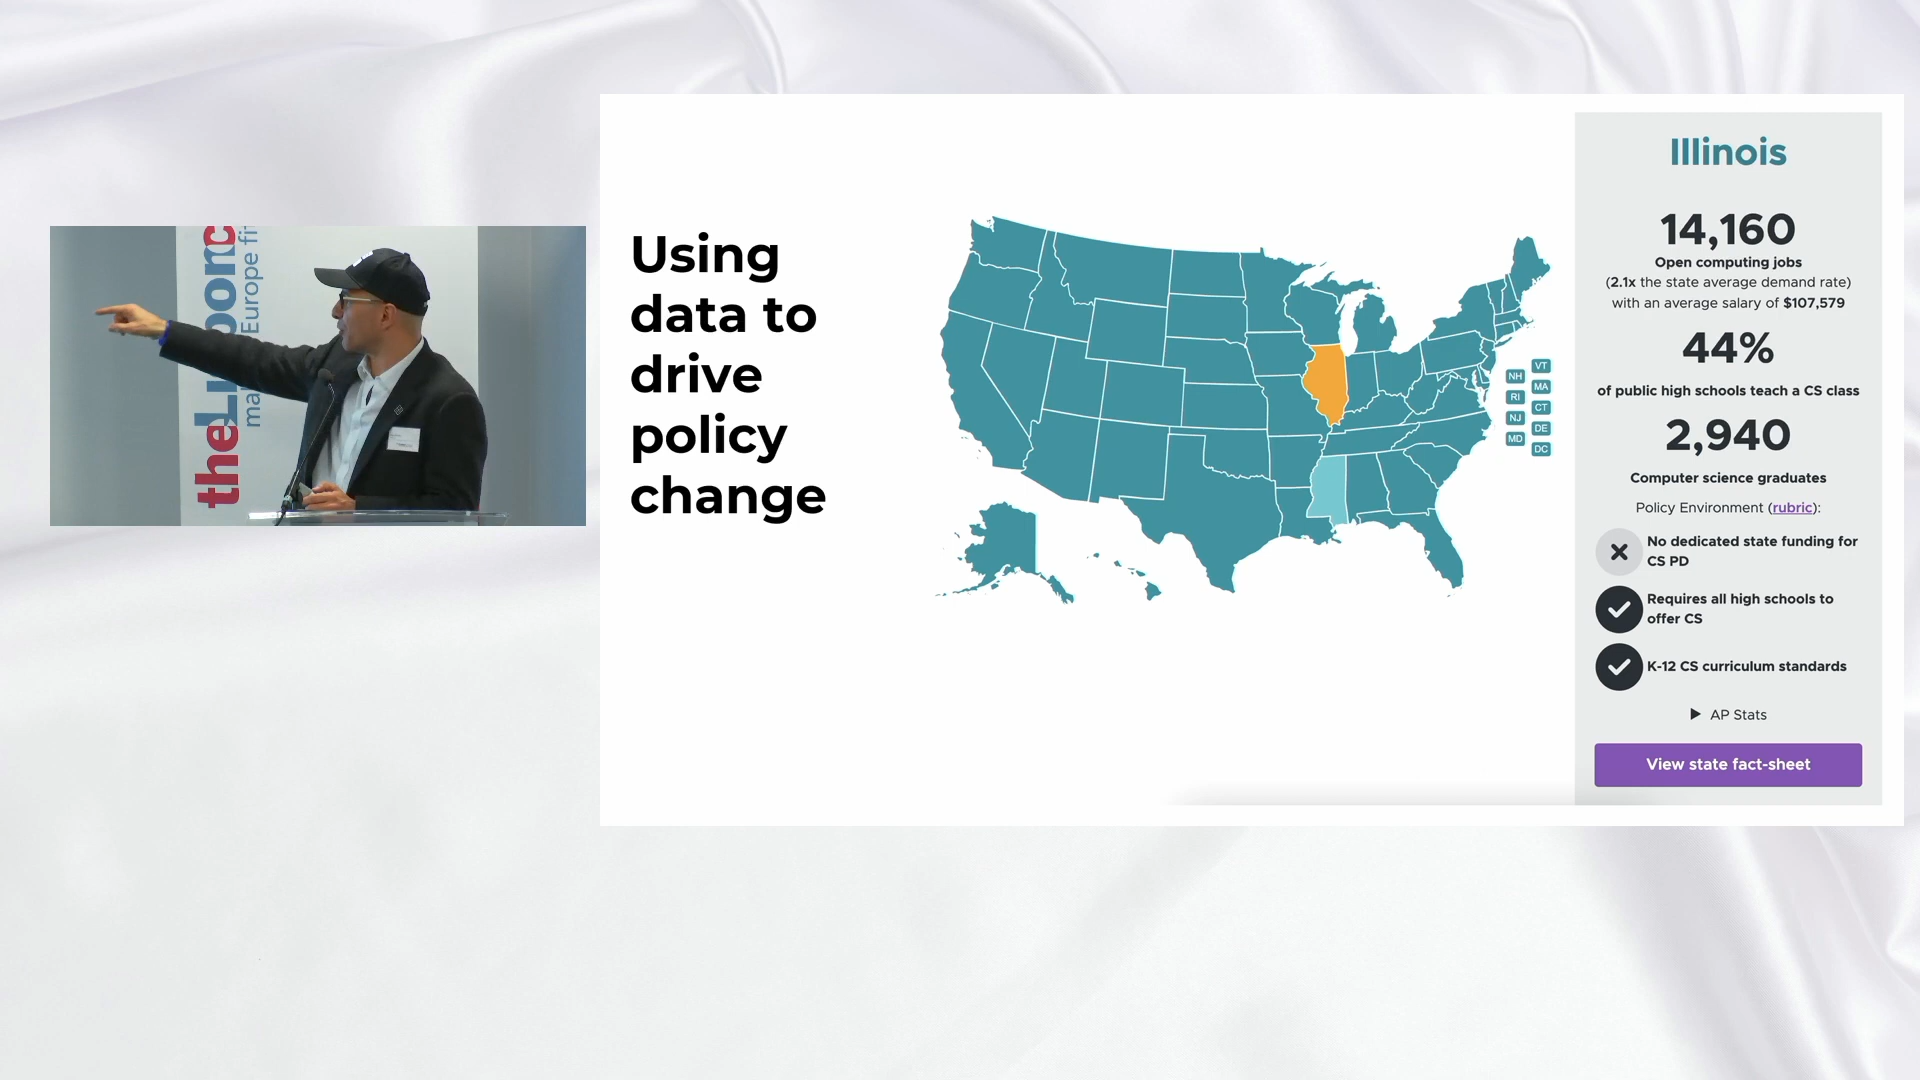 theLisbonc
making Europe fi
Using
data to
drive
policy
change
VT
NH
MA
RI
CT
NJ
DE
MD
DC
Illinois
14,160
Open computing jobs
(2.1x the state average demand rate)
with an average salary of $107,579
44%
of public high schools teach a CS class
2,940
Computer science graduates
Policy Environment (rubric):
No dedicated state funding for
CS PD
Requires all high schools to
offer CS
K-12 CS curriculum standards
AP Stats
View state fact-sheet